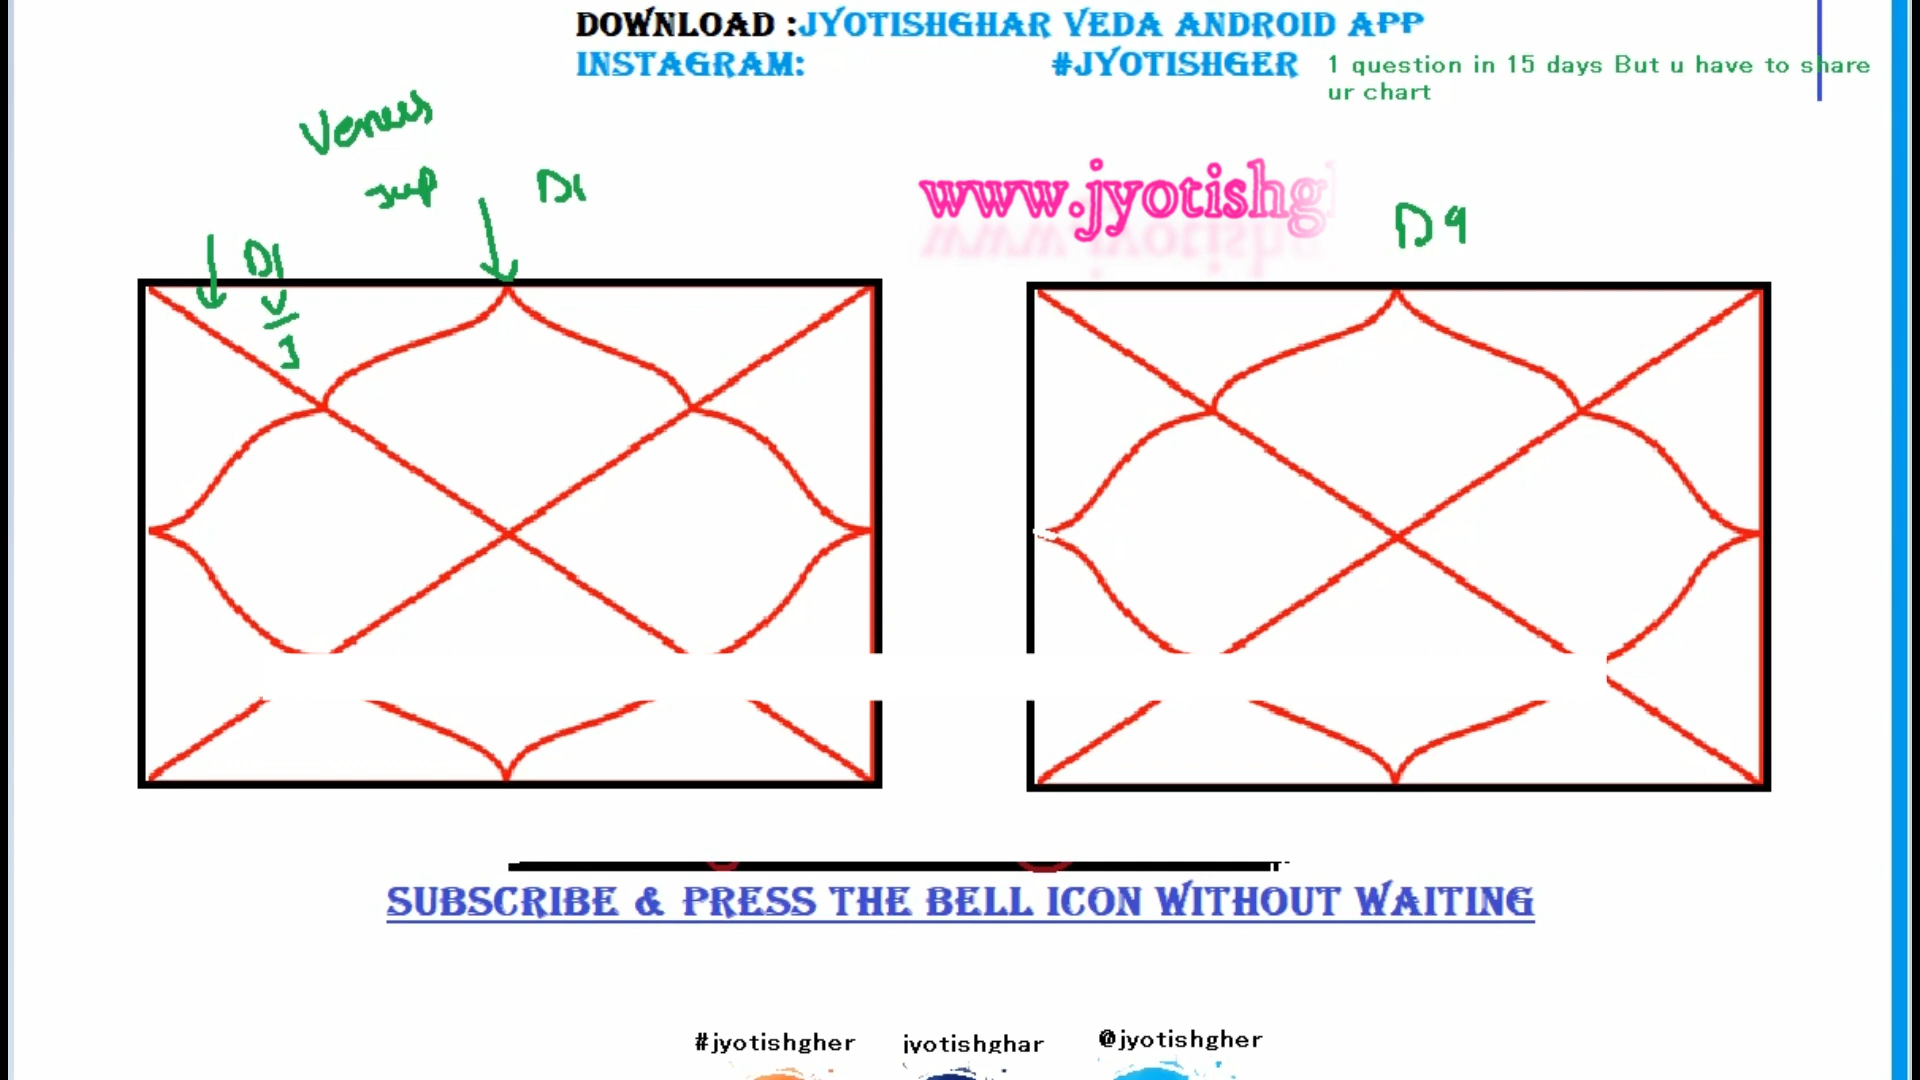 DOWNLOAD :JYOTISHGHAR VEDA ANDROID APP
INSTAGRAM: #JYOTISHGER
1 question in 15 days But u have to share
ur chart
Venus
Jup
D1
www.jyotishg
D9
D1
V
J
SUBSCRIBE & PRESS THE BELL ICON WITHOUT WAITING
#jyotishgher jyotishghar @jyotishgher